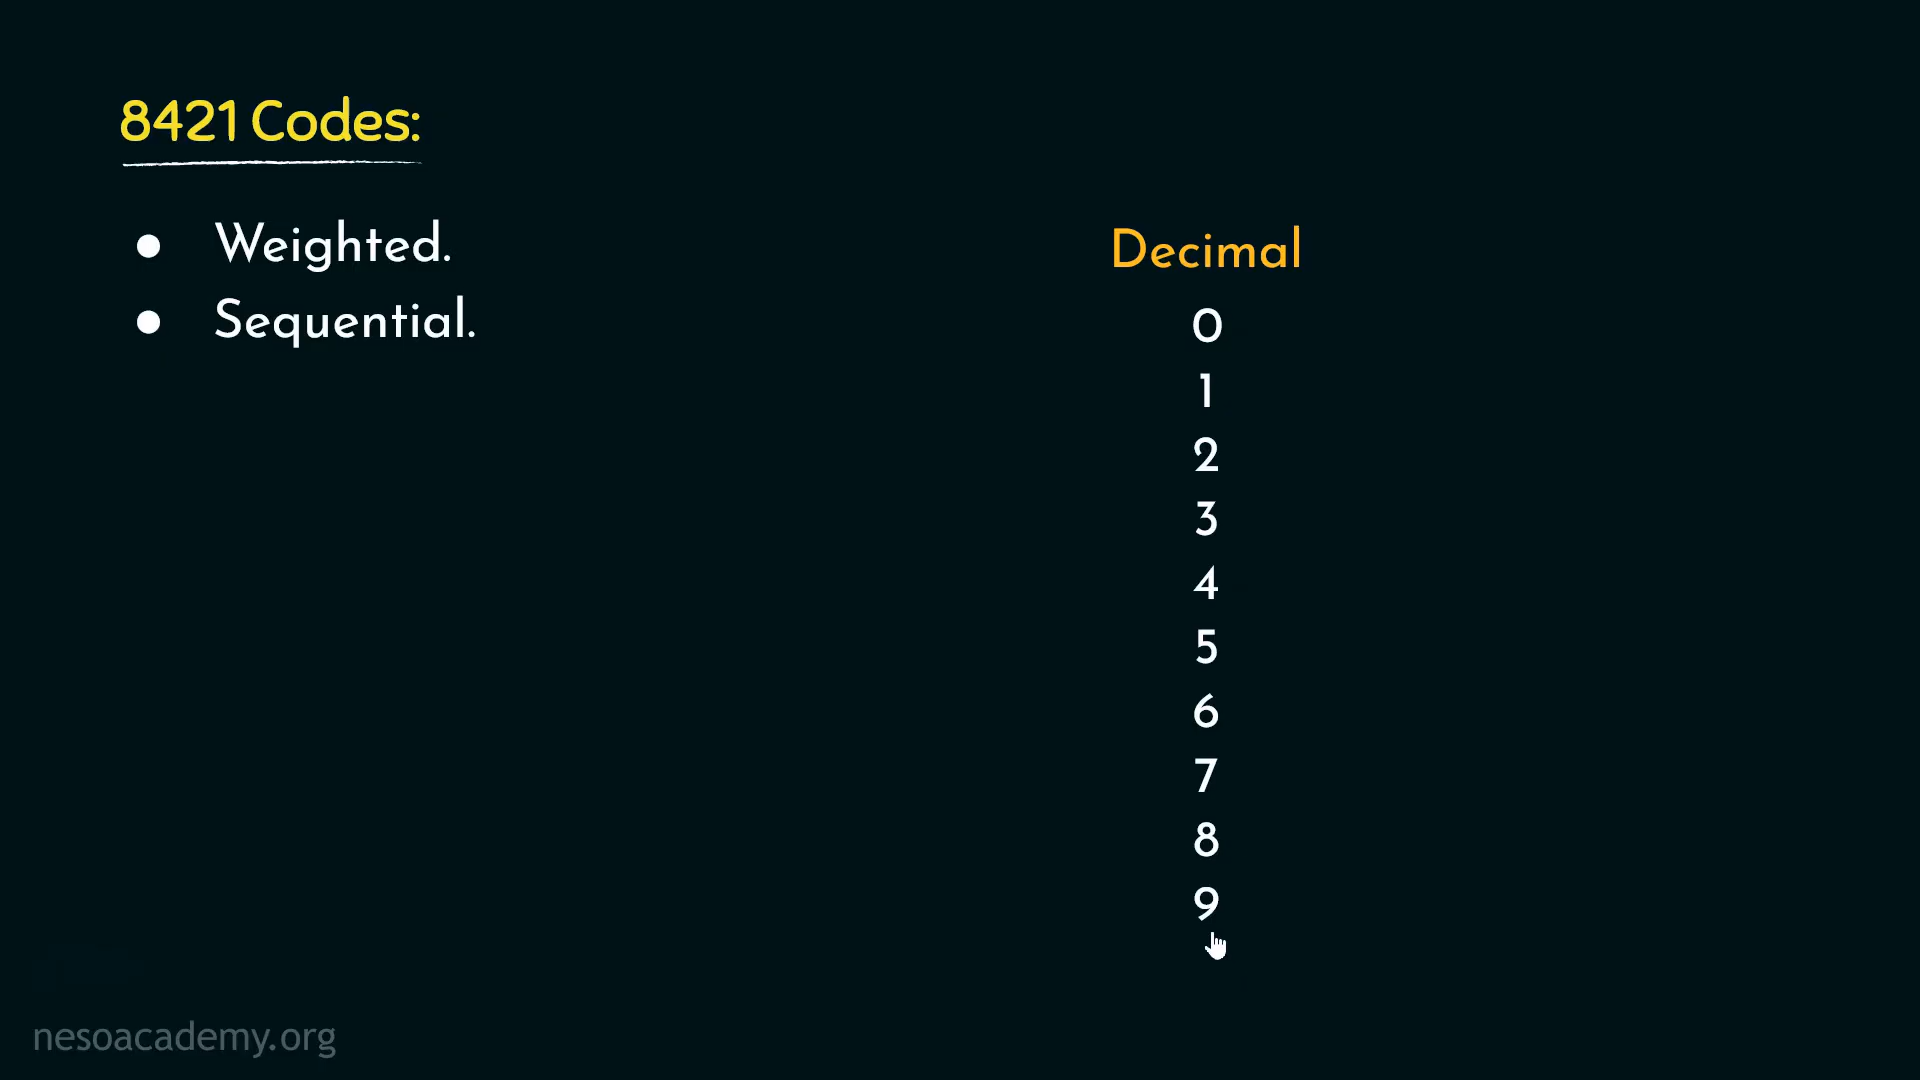 8421 Codes:
● Weighted.
● Sequential.
Decimal
0
1
2
3
4
5
6
7
8
9
nesoacademy.org